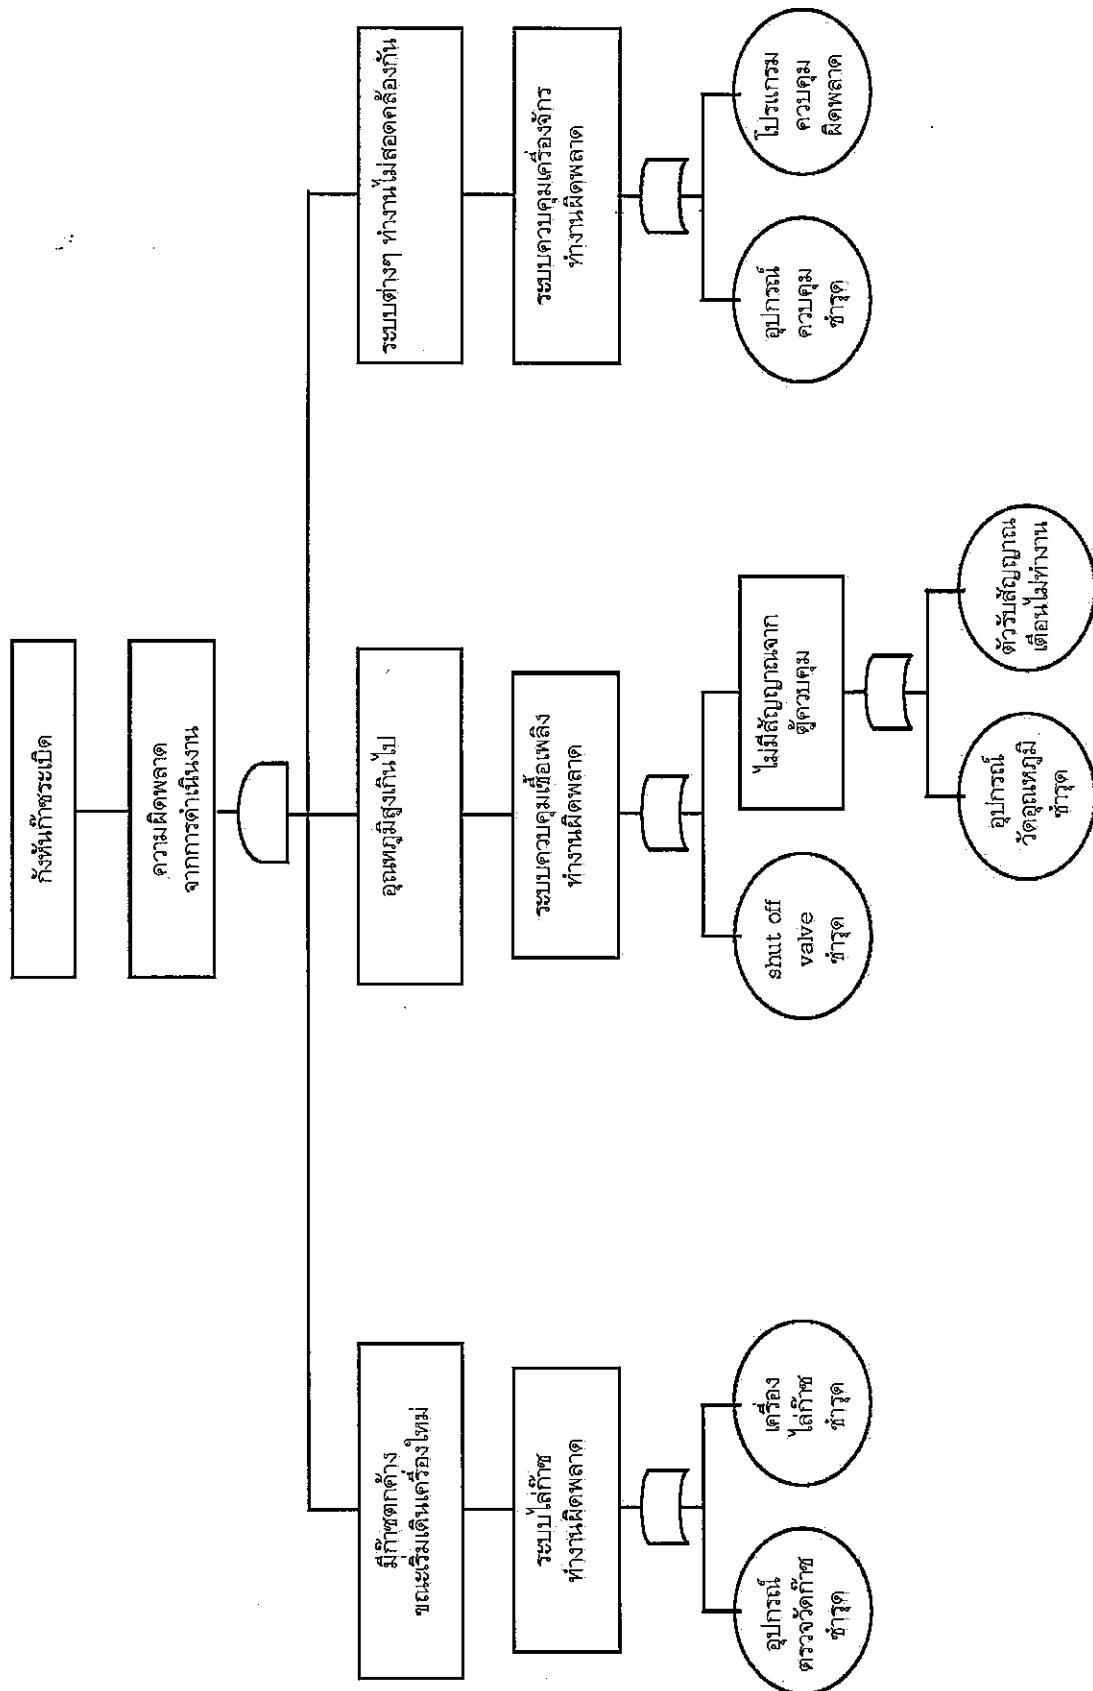 กังหันก๊าซระเบิด
ความผิดพลาด
จากการดำเนินงาน
มีก๊าซตกค้าง
ขณะเริ่มเดินเครื่องใหม่
อุณหภูมิสูงเกินไป
ระบบต่างๆ ทำงานไม่สอดคล้องกัน
ระบบไล่ก๊าซ
ทำงานผิดพลาด
ระบบควบคุมเชื้อเพลิง
ทำงานผิดพลาด
ระบบควบคุมเครื่องจักร
ทำงานผิดพลาด
อุปกรณ์
ตรวจวัดก๊าซ
ชำรุด
เครื่อง
ไล่ก๊าซ
ชำรุด
shut off
valve
ชำรุด
ไม่มีสัญญาณจาก
ตู้ควบคุม
อุปกรณ์
ควบคุม
ชำรุด
โปรแกรม
ควบคุม
ผิดพลาด
อุปกรณ์
วัดอุณหภูมิ
ชำรุด
ตัวรับสัญญาณ
เตือนไม่ทำงาน